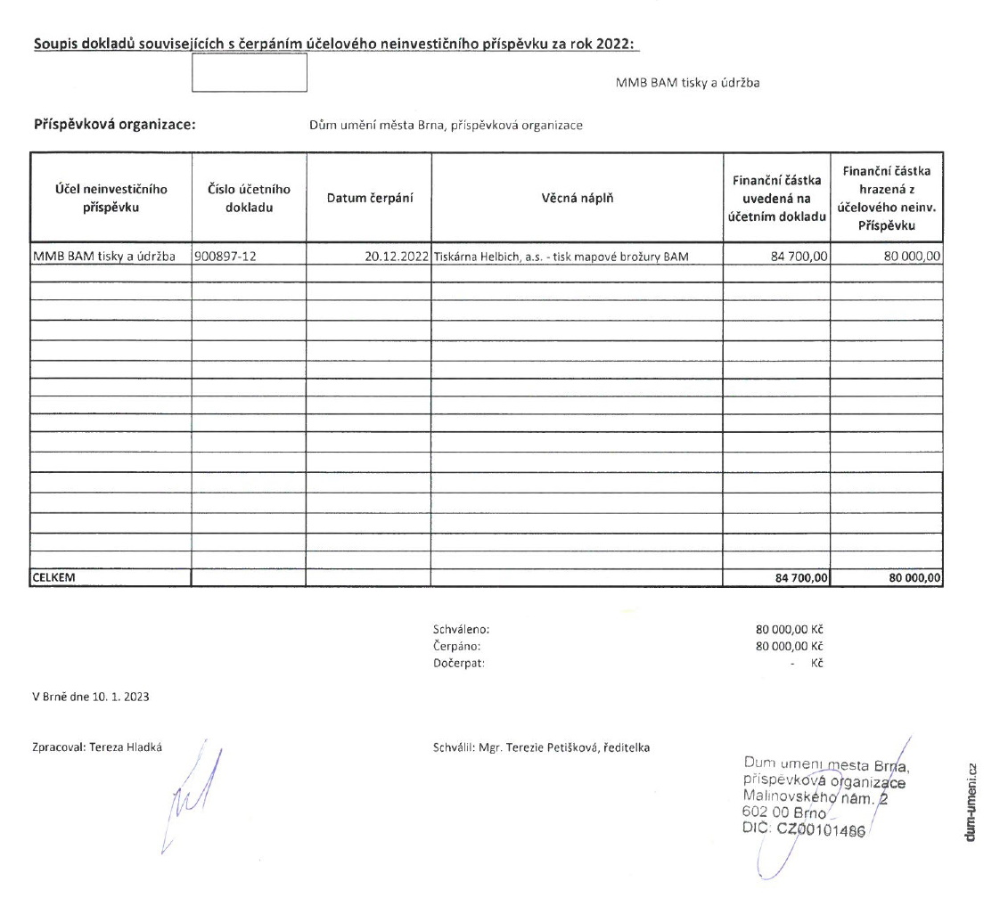 Soupis dokladů souvisejících s čerpáním účelového neinvestičního příspěvku za rok 2022:
MMB BAM tisky a údržba
Příspěvková organizace: Dům umění města Brna, příspěvková organizace
Účel neinvestičního příspěvku
Číslo účetního dokladu
Datum čerpání
Věcná náplň
Finanční částka uvedená na účetním dokladu
Finanční částka hrazená z účelového neinv. Příspěvku
MMB BAM tisky a údržba 900897-12 20.12.2022 Tiskárna Helbich, a.s. - tisk mapové brožury BAM 84 700,00 80 000,00
CELKEM 84 700,00 80 000,00
Schváleno: 80 000,00 Kč
Čerpáno: 80 000,00 Kč
Dočerpat: - Kč
V Brně dne 10. 1. 2023
Zpracoval: Tereza Hladká
Schválil: Mgr. Terezie Petišková, ředitelka
Dum umeni mesta Brna,
příspěvková organizace
Malinovského nám. 2
602 00 Brno
DIČ: CZ00101486
dum-umeni.cz